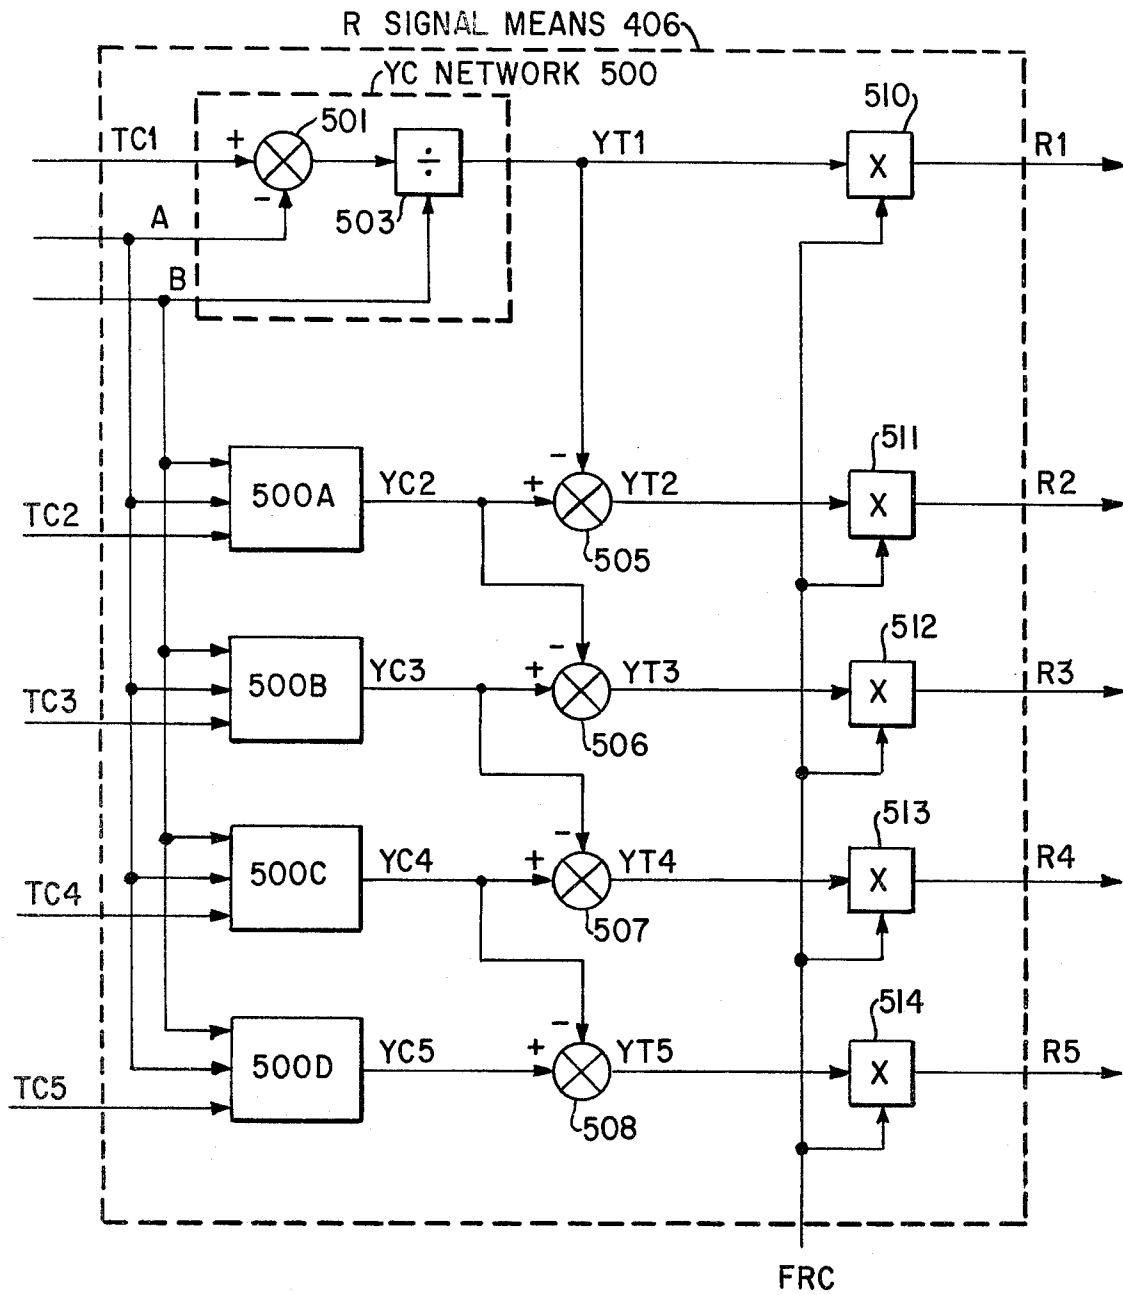 R SIGNAL MEANS 406
YC NETWORK 500
510
501
TC1
+
÷
YT1
X
R1
-
503
A
B
511
500A
YC2
-
+
YT2
X
R2
TC2
505
512
500B
YC3
-
+
YT3
X
R3
TC3
506
513
500C
YC4
-
+
YT4
X
R4
TC4
507
514
500D
YC5
-
+
YT5
X
R5
TC5
508
FRC